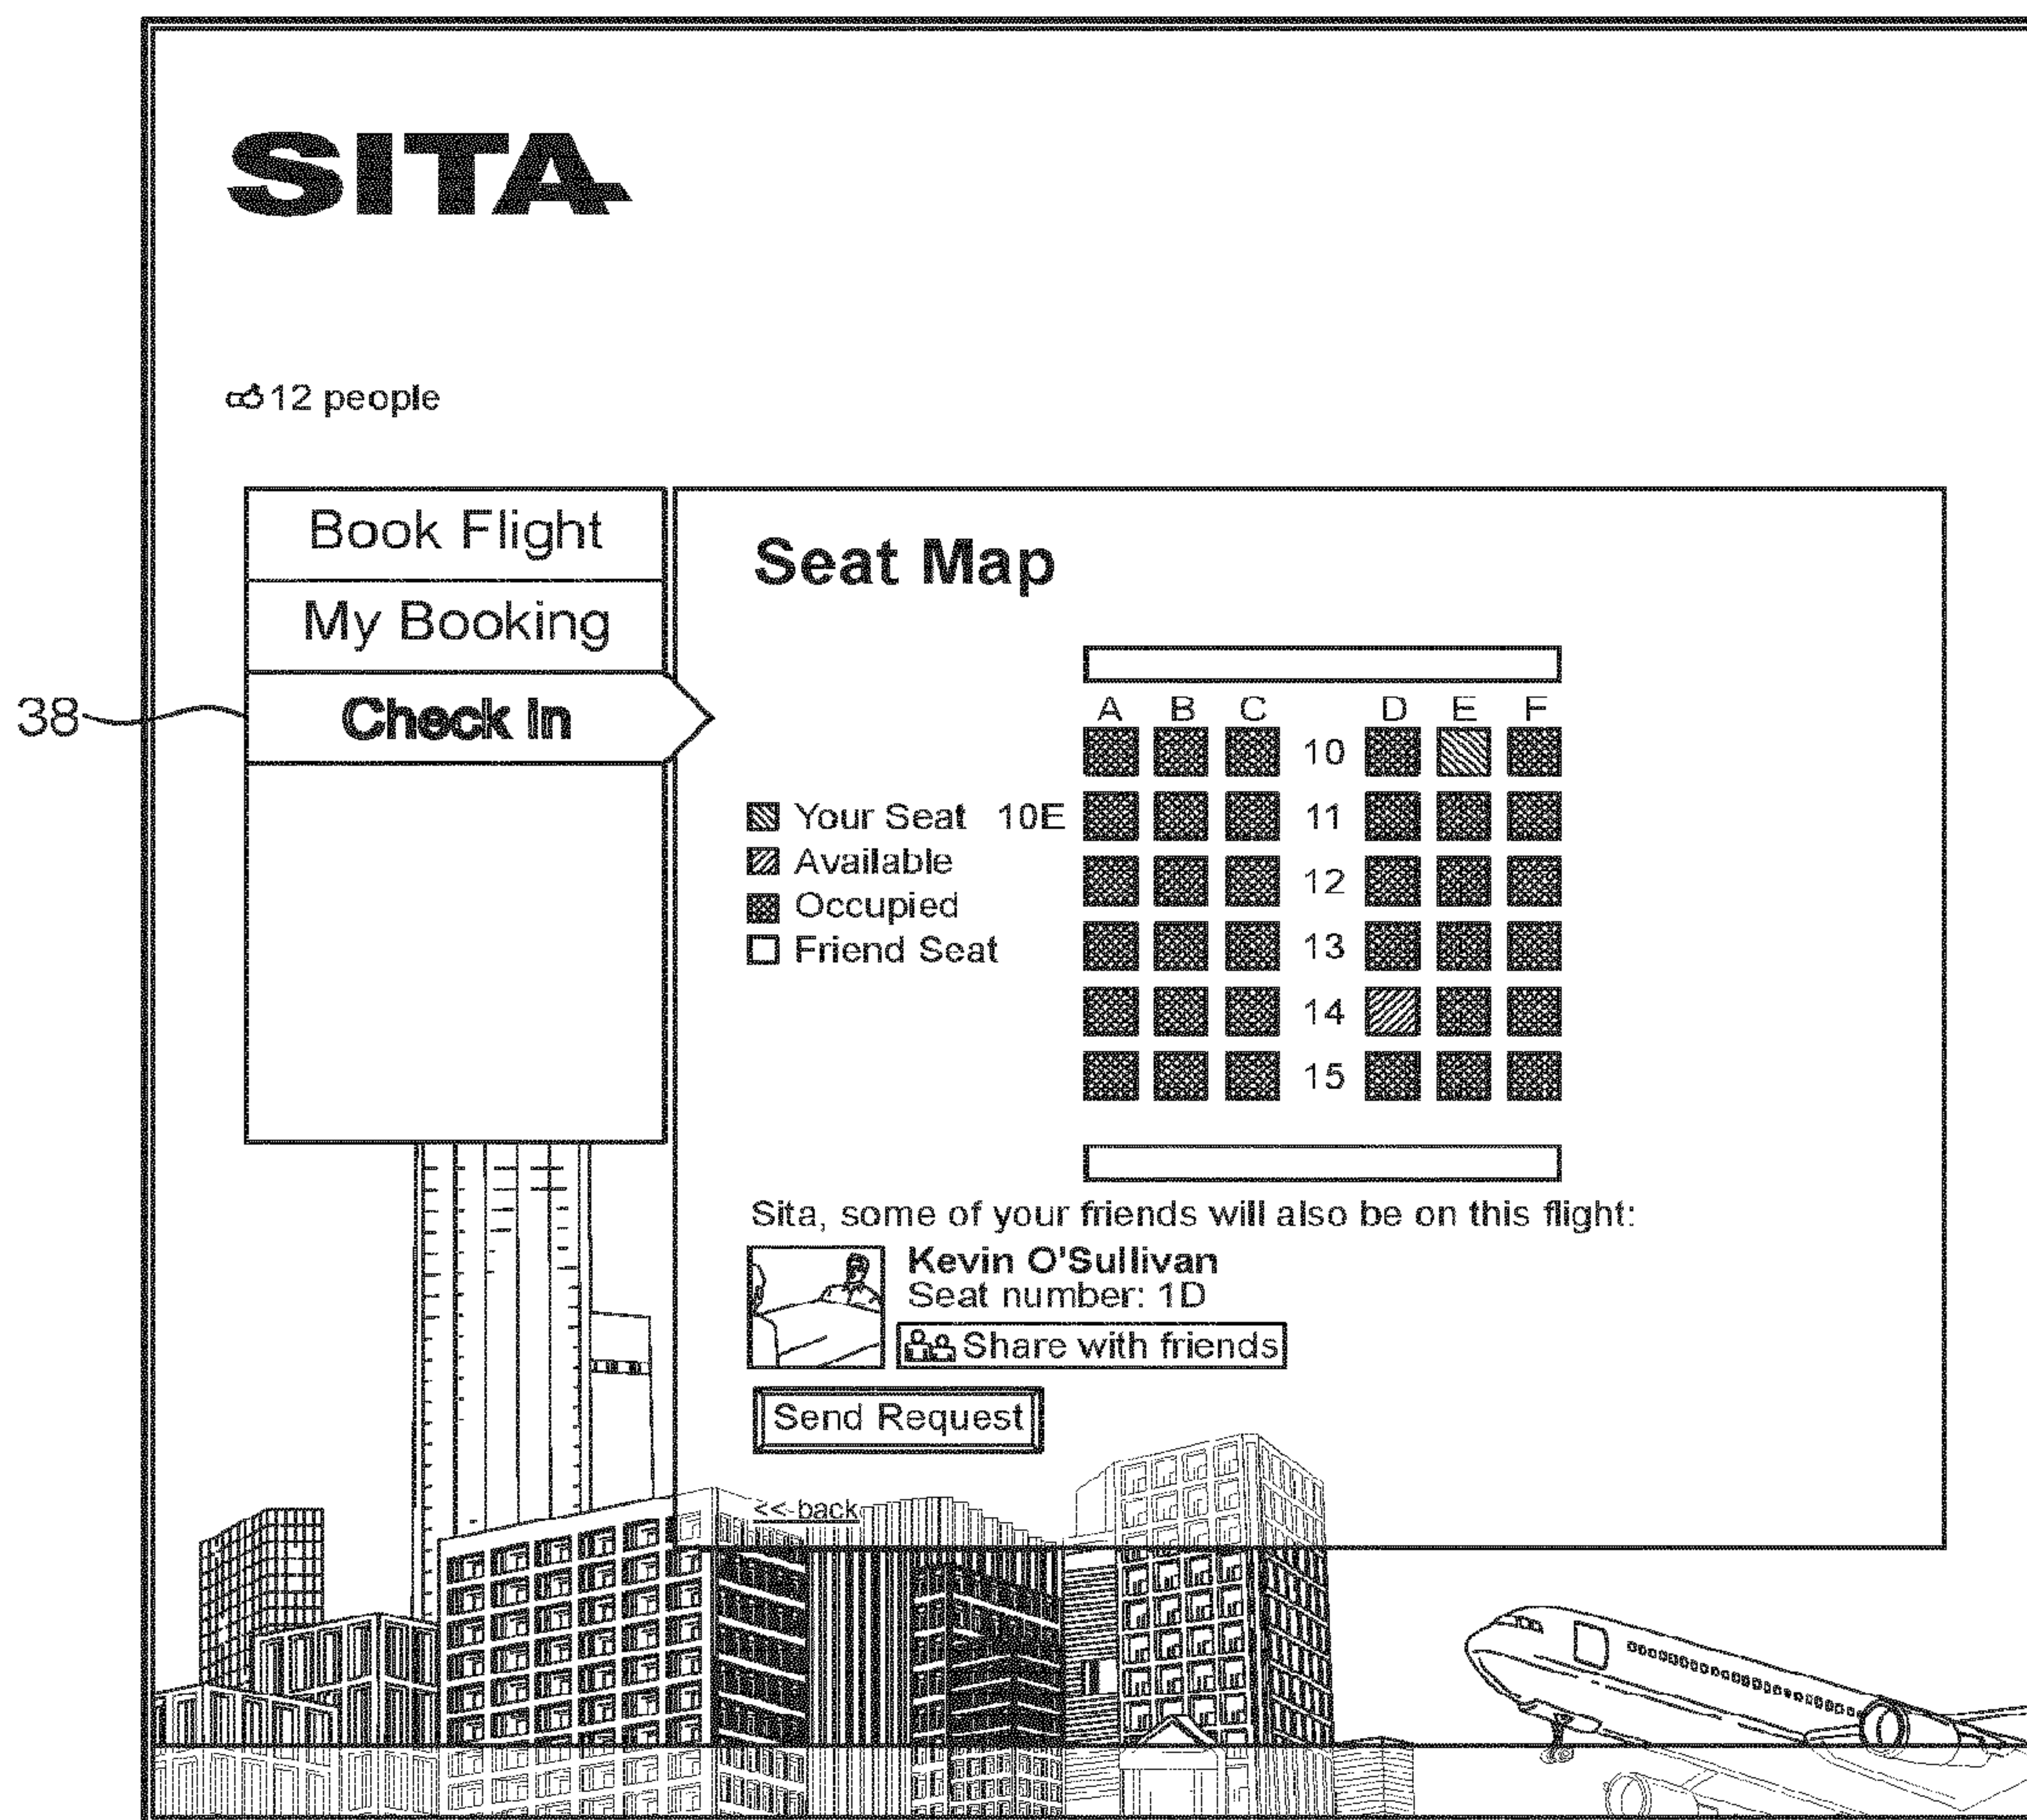 SITA
12 people
Book Flight
My Booking
38
Check In
Seat Map
A B C D E F
10
Your Seat 10E
11
Available
12
Occupied
13
Friend Seat
14
15
Sita, some of your friends will also be on this flight:
Kevin O'Sullivan
Seat number: 1D
Share with friends
Send Request
<<-back